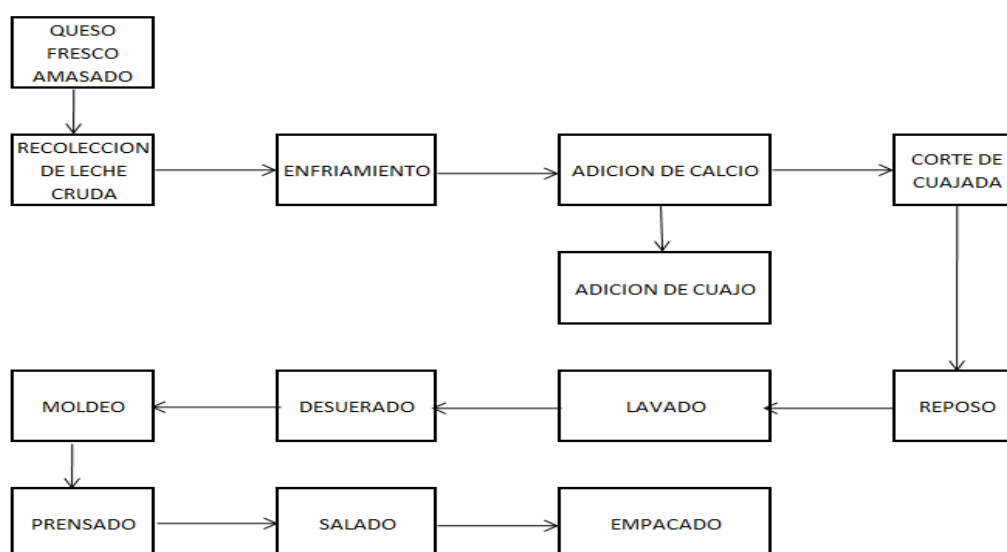 QUESO
FRESCO
AMASADO
RECOLECCION
DE LECHE
CRUDA
ENFRIAMIENTO
ADICION DE CALCIO
CORTE DE
CUAJADA
ADICION DE CUAJO
MOLDEO
DESUERADO
LAVADO
REPOSO
PRENSADO
SALADO
EMPACADO